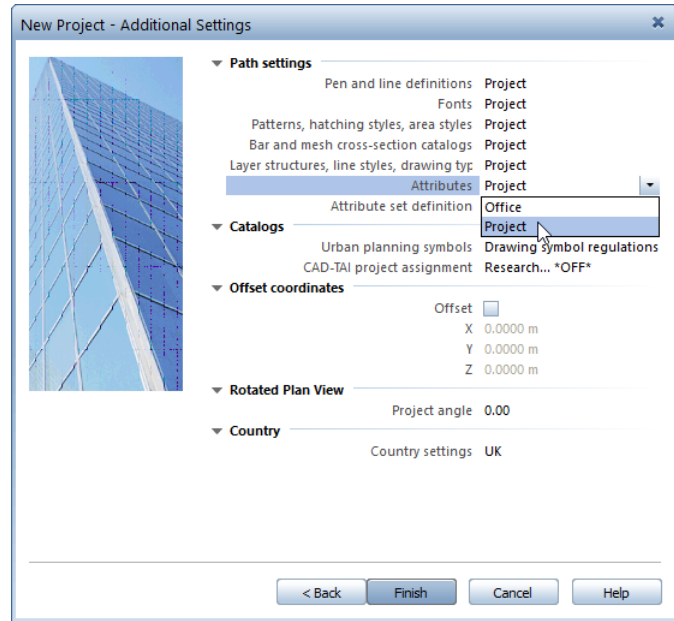 New Project - Additional Settings
Path settings
Pen and line definitions Project
Fonts Project
Patterns, hatching styles, area styles Project
Bar and mesh cross-section catalogs Project
Layer structures, line styles, drawing typ Project
Attributes Project
Attribute set definition Office
Project
Catalogs
Urban planning symbols Drawing symbol regulations
CAD-TAI project assignment Research... *OFF*
Offset coordinates
Offset
X 0.0000 m
Y 0.0000 m
Z 0.0000 m
Rotated Plan View
Project angle 0.00
Country
Country settings UK
< Back Finish Cancel Help